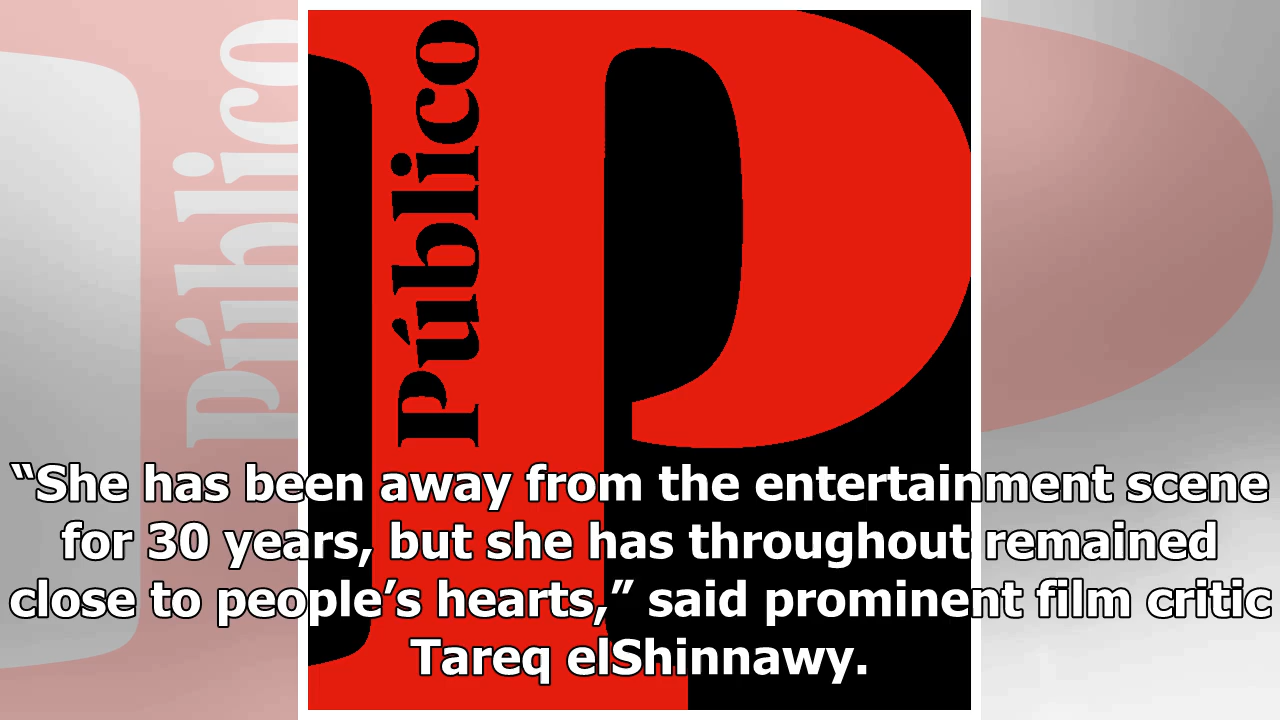 Público
Público
“She has been away from the entertainment scene
for 30 years, but she has throughout remained
close to people’s hearts,” said prominent film critic
Tareq elShinnawy.